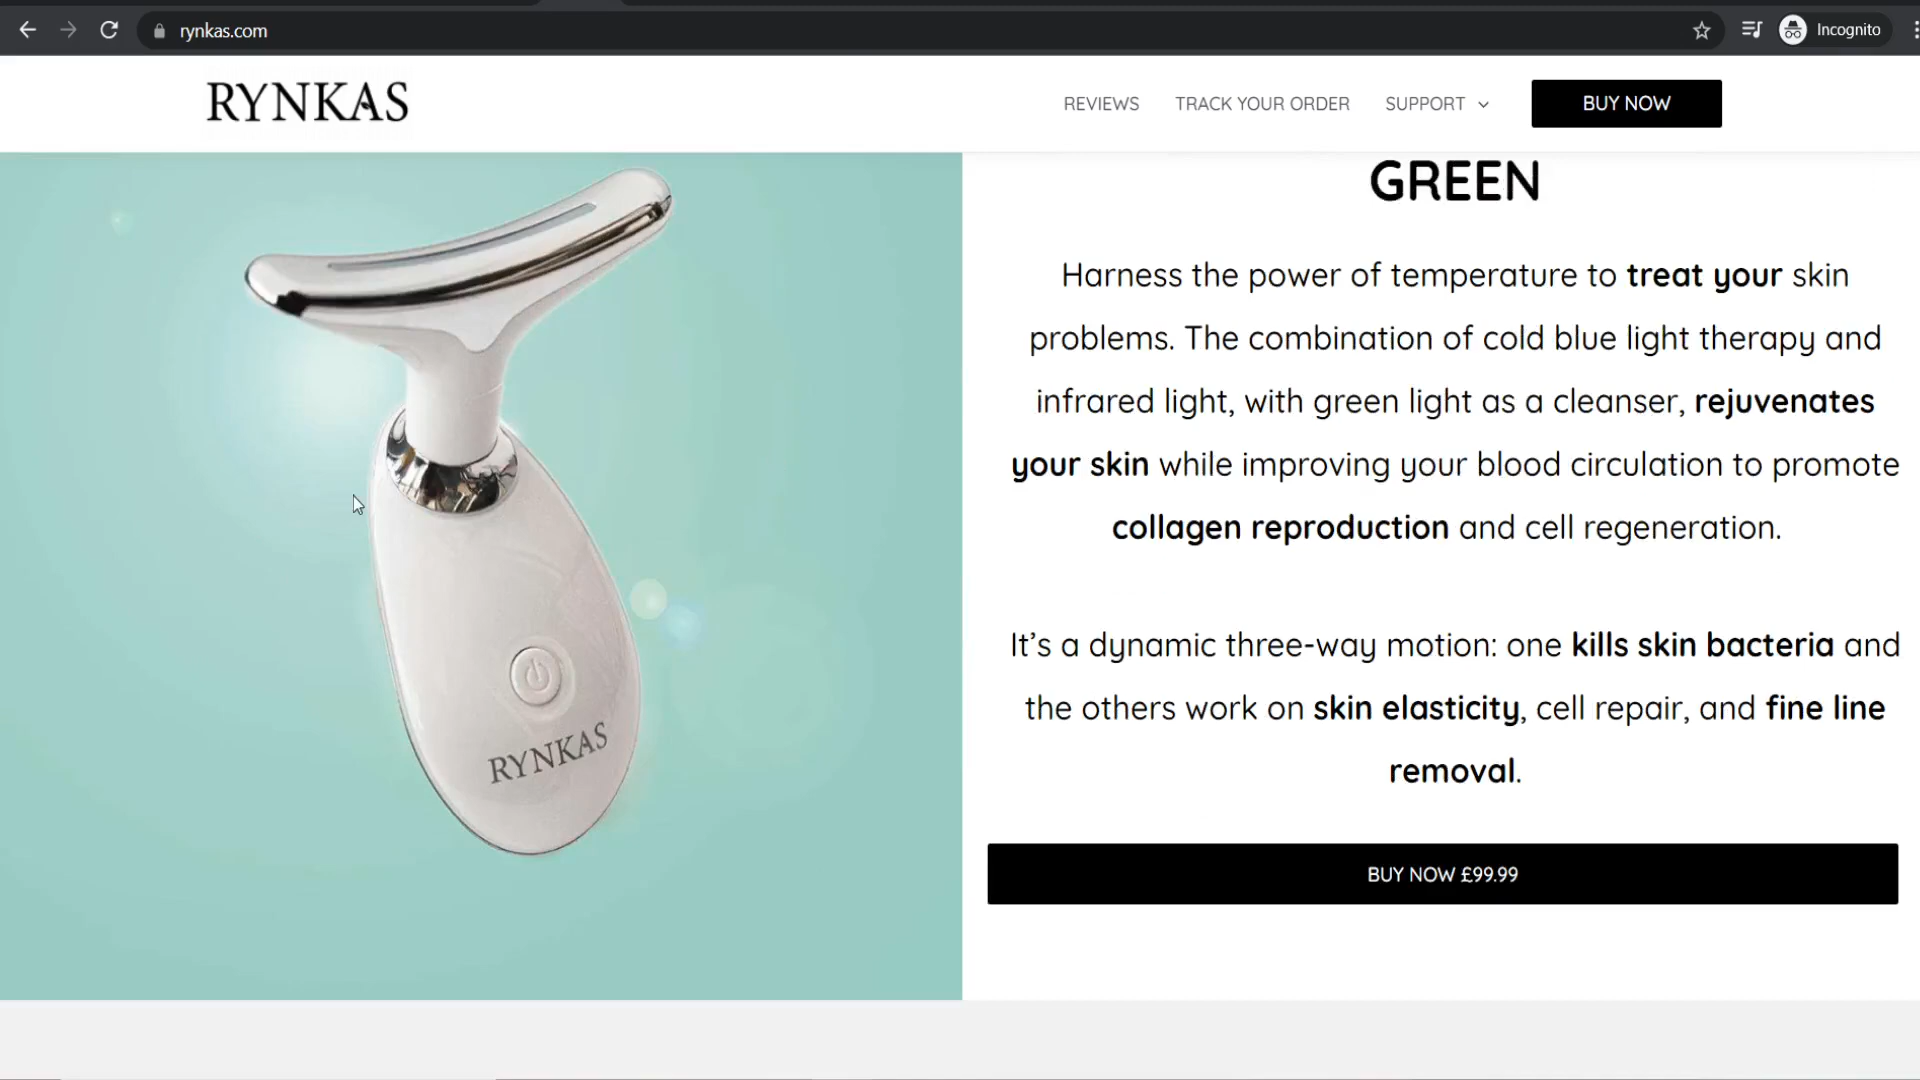 rynkas.com
Incognito
RYNKAS
REVIEWS
TRACK YOUR ORDER
SUPPORT
BUY NOW
GREEN
Harness the power of temperature to treat your skin
problems. The combination of cold blue light therapy and
infrared light, with green light as a cleanser, rejuvenates
your skin while improving your blood circulation to promote
collagen reproduction and cell regeneration.
It’s a dynamic three-way motion: one kills skin bacteria and
the others work on skin elasticity, cell repair, and fine line
removal.
BUY NOW £99.99
RYNKAS